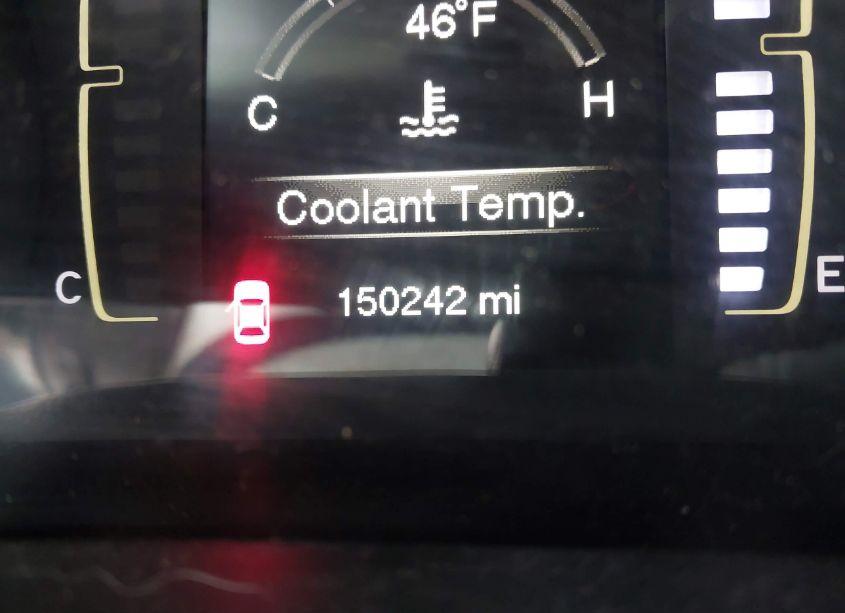 46°F
C H
Coolant Temp.
C E
150242 mi